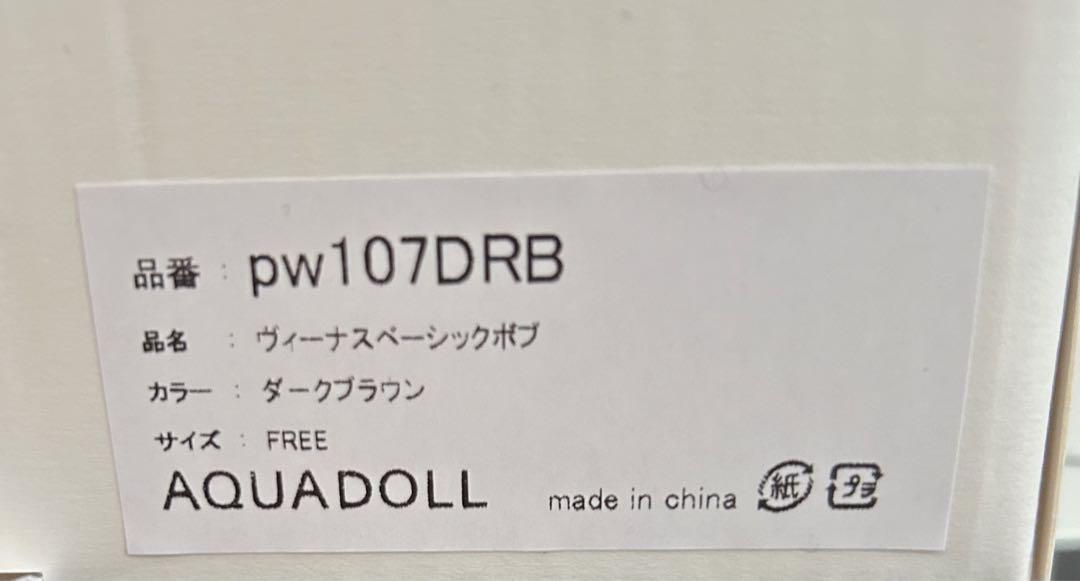 品番 : pw107DRB
品名 : ヴィーナスベーシックボブ
カラー : ダークブラウン
サイズ : FREE
AQUADOLL made in china 紙 プラ